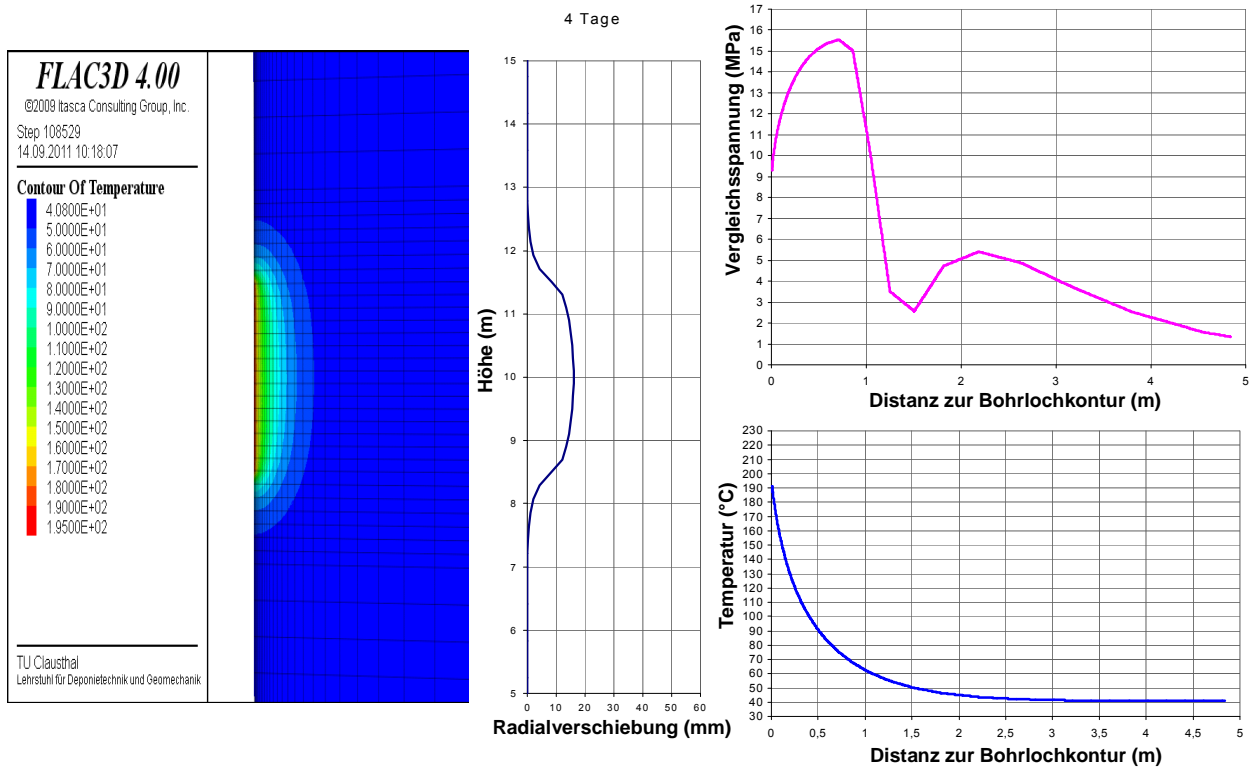 4 Tage
FLAC3D 4.00
©2009 Itasca Consulting Group, Inc.
Step 108529
14.09.2011 10:18:07
Contour Of Temperature
4.0800E+01
5.0000E+01
6.0000E+01
7.0000E+01
8.0000E+01
9.0000E+01
1.0000E+02
1.1000E+02
1.2000E+02
1.3000E+02
1.4000E+02
1.5000E+02
1.6000E+02
1.7000E+02
1.8000E+02
1.9000E+02
1.9500E+02
TU Clausthal
Lehrstuhl für Deponietechnik und Geomechanik
Höhe (m)
15
13
12
11
10
9
8
7
6
5
0 10 20 30 40 50 60
Radialverschiebung (mm)
Vergleichsspannung (MPa)
17
16
15
14
13
12
11
10
9
8
7
6
5
4
3
2
1
0
0 1 2 3 4 5
Distanz zur Bohrlochkontur (m)
Temperatur (°C)
230
220
210
200
190
180
170
160
150
140
130
120
110
100
90
80
70
60
50
40
30
0 0,5 1 1,5 2 2,5 3 3,5 4 4,5 5
Distanz zur Bohrlochkontur (m)